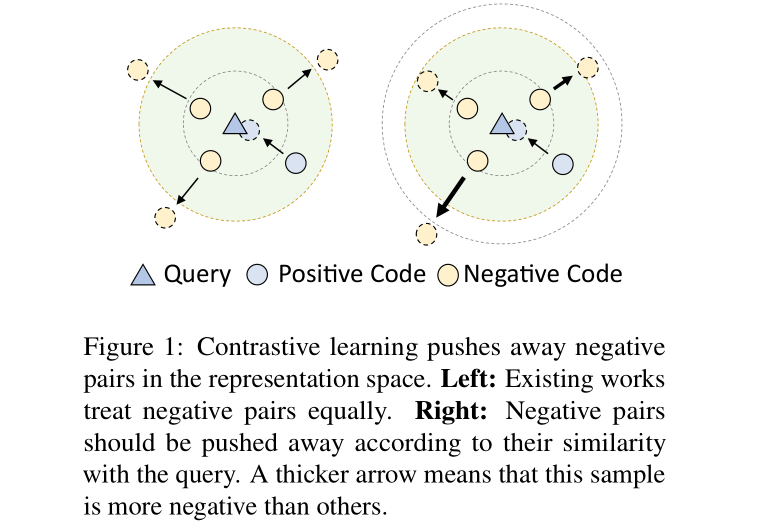 Query Positive Code Negative Code
Figure 1: Contrastive learning pushes away negative
pairs in the representation space. Left: Existing works
treat negative pairs equally. Right: Negative pairs
should be pushed away according to their similarity
with the query. A thicker arrow means that this sample
is more negative than others.